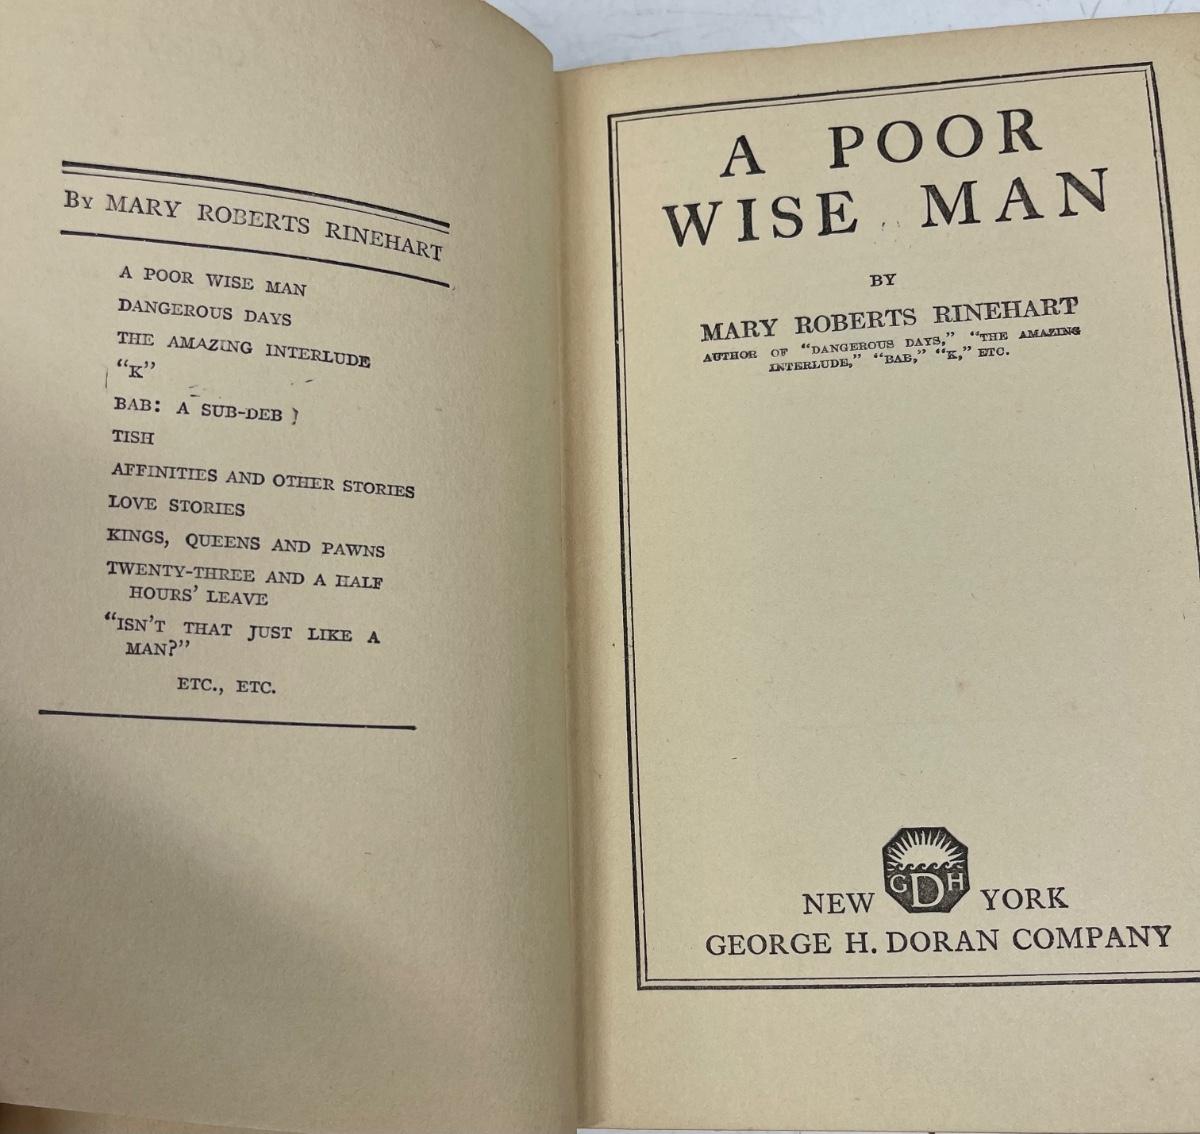 By MARY ROBERTS RINEHART
A POOR WISE MAN
DANGEROUS DAYS
THE AMAZING INTERLUDE
"K"
BAB: A SUB-DEB
TISH
AFFINITIES AND OTHER STORIES
LOVE STORIES
KINGS, QUEENS AND PAWNS
TWENTY-THREE AND A HALF
HOURS' LEAVE
"ISN'T THAT JUST LIKE A
MAN?"
ETC., ETC.
A POOR
WISE MAN
BY
MARY ROBERTS RINEHART
AUTHOR OF "DANGEROUS DAYS," "THE AMAZING
INTERLUDE," "BAB," "K," ETC.
GDH
NEW YORK
GEORGE H. DORAN COMPANY